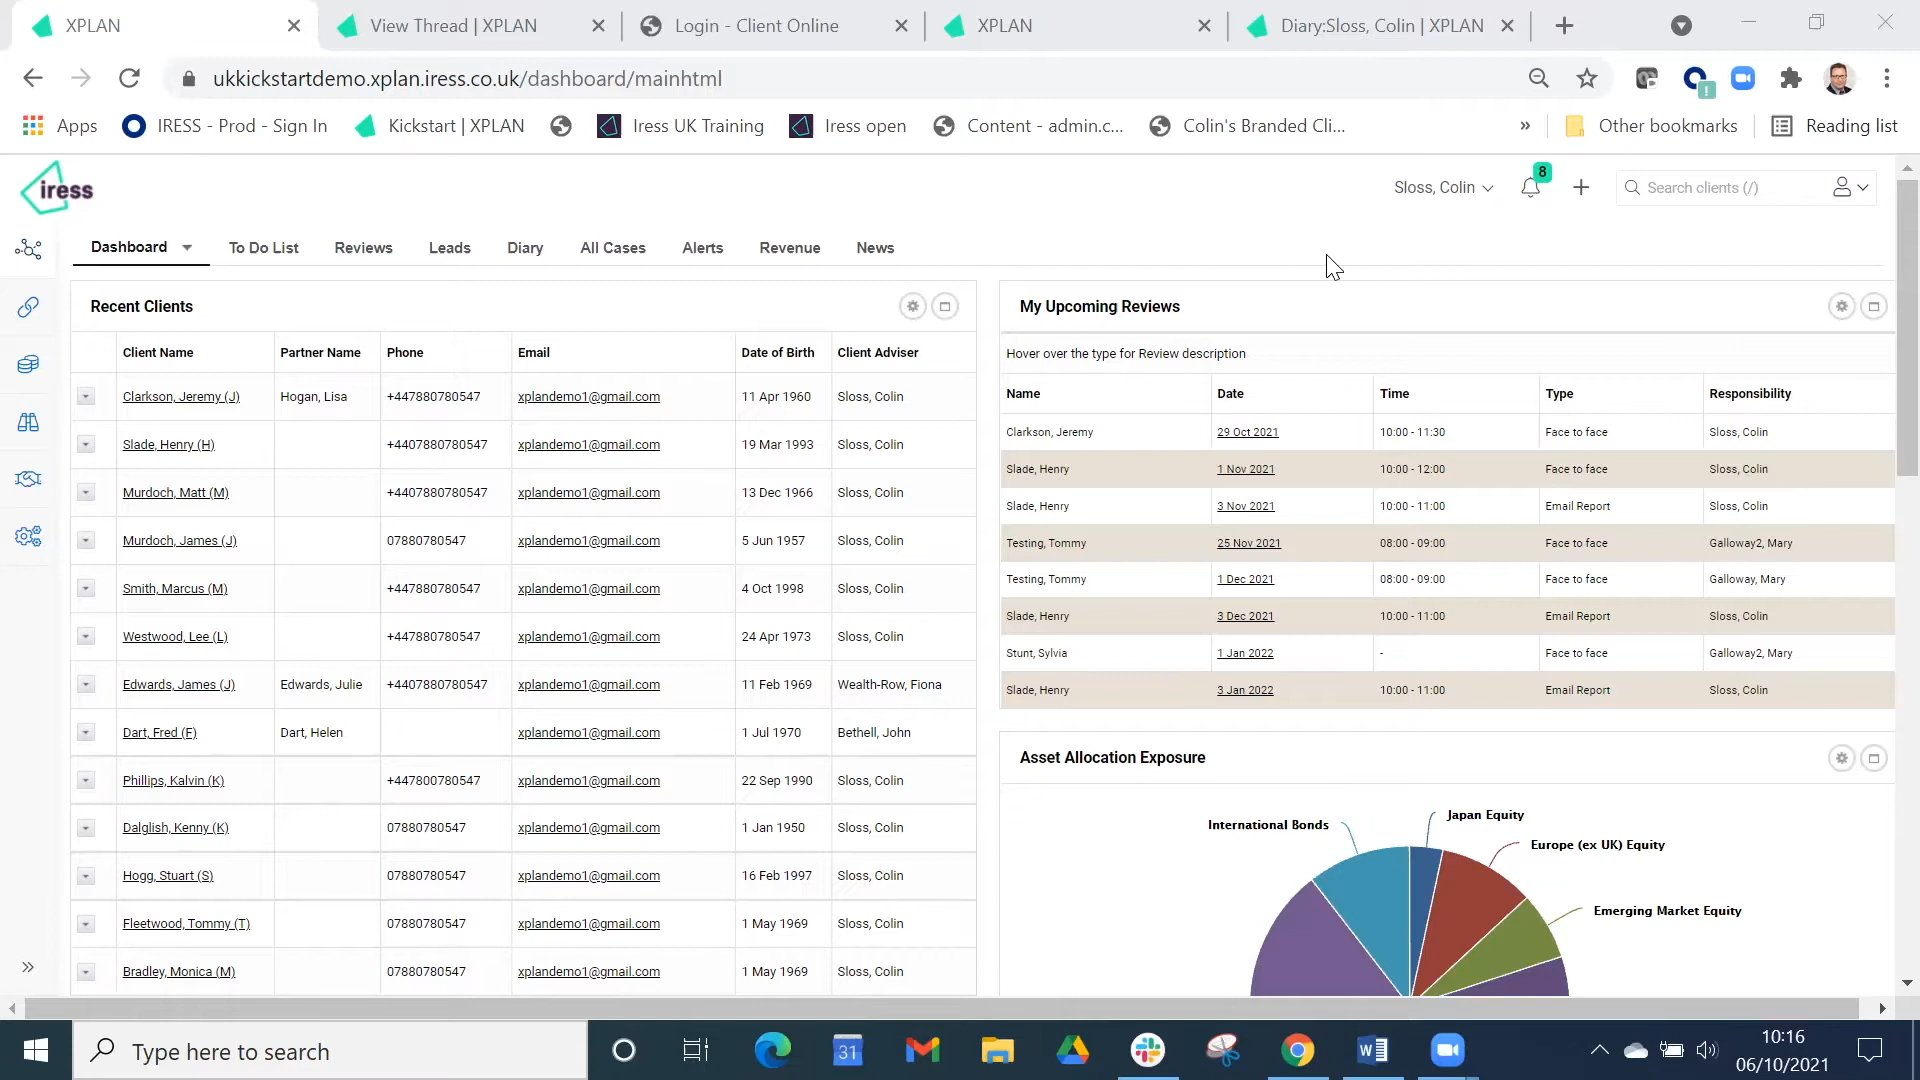 XPLAN
View Thread | XPLAN
Login - Client Online
XPLAN
Diary:Sloss, Colin | XPLAN
ukkickstartdemo.xplan.iress.co.uk/dashboard/mainhtml
Apps
IRESS - Prod - Sign In
Kickstart | XPLAN
Iress UK Training
Iress open
Content - admin.c...
Colin's Branded Cli...
»
Other bookmarks
Reading list
iress
Sloss, Colin
8
Search clients (/)
Dashboard
To Do List
Reviews
Leads
Diary
All Cases
Alerts
Revenue
News
Recent Clients
Client Name Partner Name Phone Email Date of Birth Client Adviser
Clarkson, Jeremy (J) Hogan, Lisa +447880780547 xplandemo1@gmail.com 11 Apr 1960 Sloss, Colin
Slade, Henry (H) +4407880780547 xplandemo1@gmail.com 19 Mar 1993 Sloss, Colin
Murdoch, Matt (M) +4407880780547 xplandemo1@gmail.com 13 Dec 1966 Sloss, Colin
Murdoch, James (J) 07880780547 xplandemo1@gmail.com 5 Jun 1957 Sloss, Colin
Smith, Marcus (M) +447880780547 xplandemo1@gmail.com 4 Oct 1998 Sloss, Colin
Westwood, Lee (L) +447880780547 xplandemo1@gmail.com 24 Apr 1973 Sloss, Colin
Edwards, James (J) Edwards, Julie +4407880780547 xplandemo1@gmail.com 11 Feb 1969 Wealth-Row, Fiona
Dart, Fred (F) Dart, Helen xplandemo1@gmail.com 1 Jul 1970 Bethell, John
Phillips, Kalvin (K) +447800780547 xplandemo1@gmail.com 22 Sep 1990 Sloss, Colin
Dalglish, Kenny (K) 07880780547 xplandemo1@gmail.com 1 Jan 1950 Sloss, Colin
Hogg, Stuart (S) 07880780547 xplandemo1@gmail.com 16 Feb 1997 Sloss, Colin
Fleetwood, Tommy (T) 07880780547 xplandemo1@gmail.com 1 May 1969 Sloss, Colin
Bradley, Monica (M) 07880780547 xplandemo1@gmail.com 1 May 1969 Sloss, Colin
My Upcoming Reviews
Hover over the type for Review description
Name Date Time Type Responsibility
Clarkson, Jeremy 29 Oct 2021 10:00 - 11:30 Face to face Sloss, Colin
Slade, Henry 1 Nov 2021 10:00 - 12:00 Face to face Sloss, Colin
Slade, Henry 3 Nov 2021 10:00 - 11:00 Email Report Sloss, Colin
Testing, Tommy 25 Nov 2021 08:00 - 09:00 Face to face Galloway2, Mary
Testing, Tommy 1 Dec 2021 08:00 - 09:00 Face to face Galloway, Mary
Slade, Henry 3 Dec 2021 10:00 - 11:00 Email Report Sloss, Colin
Stunt, Sylvia 1 Jan 2022 - Face to face Galloway2, Mary
Slade, Henry 3 Jan 2022 10:00 - 11:00 Email Report Sloss, Colin
Asset Allocation Exposure
Japan Equity
International Bonds
Europe (ex UK) Equity
Emerging Market Equity
Type here to search
31
10:16
06/10/2021